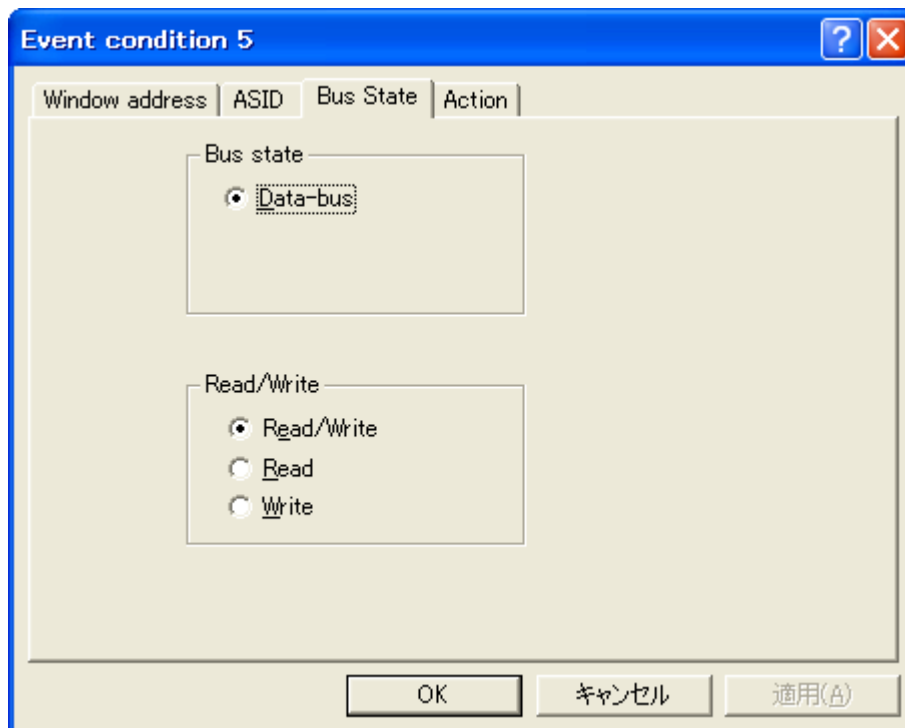 Event condition 5
Window address ASID Bus State Action
Bus state
Data-bus
Read/Write
Read/Write
Read
Write
OK キャンセル 適用(A)